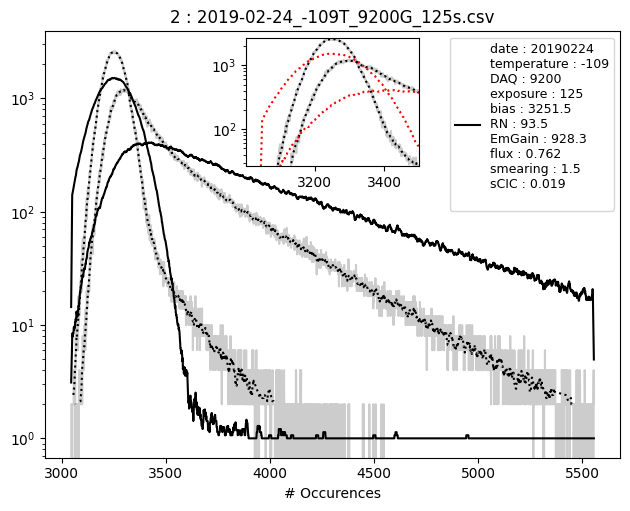 2 : 2019-02-24_-109T_9200G_125s.csv
date : 20190224
temperature : -109
DAQ : 9200
exposure : 125
bias : 3251.5
RN : 93.5
EmGain : 928.3
flux : 0.762
smearing : 1.5
sCIC : 0.019
10³
10²
3200 3400
10³
10²
10¹
10⁰
3000 3500 4000 4500 5000 5500
# Occurences